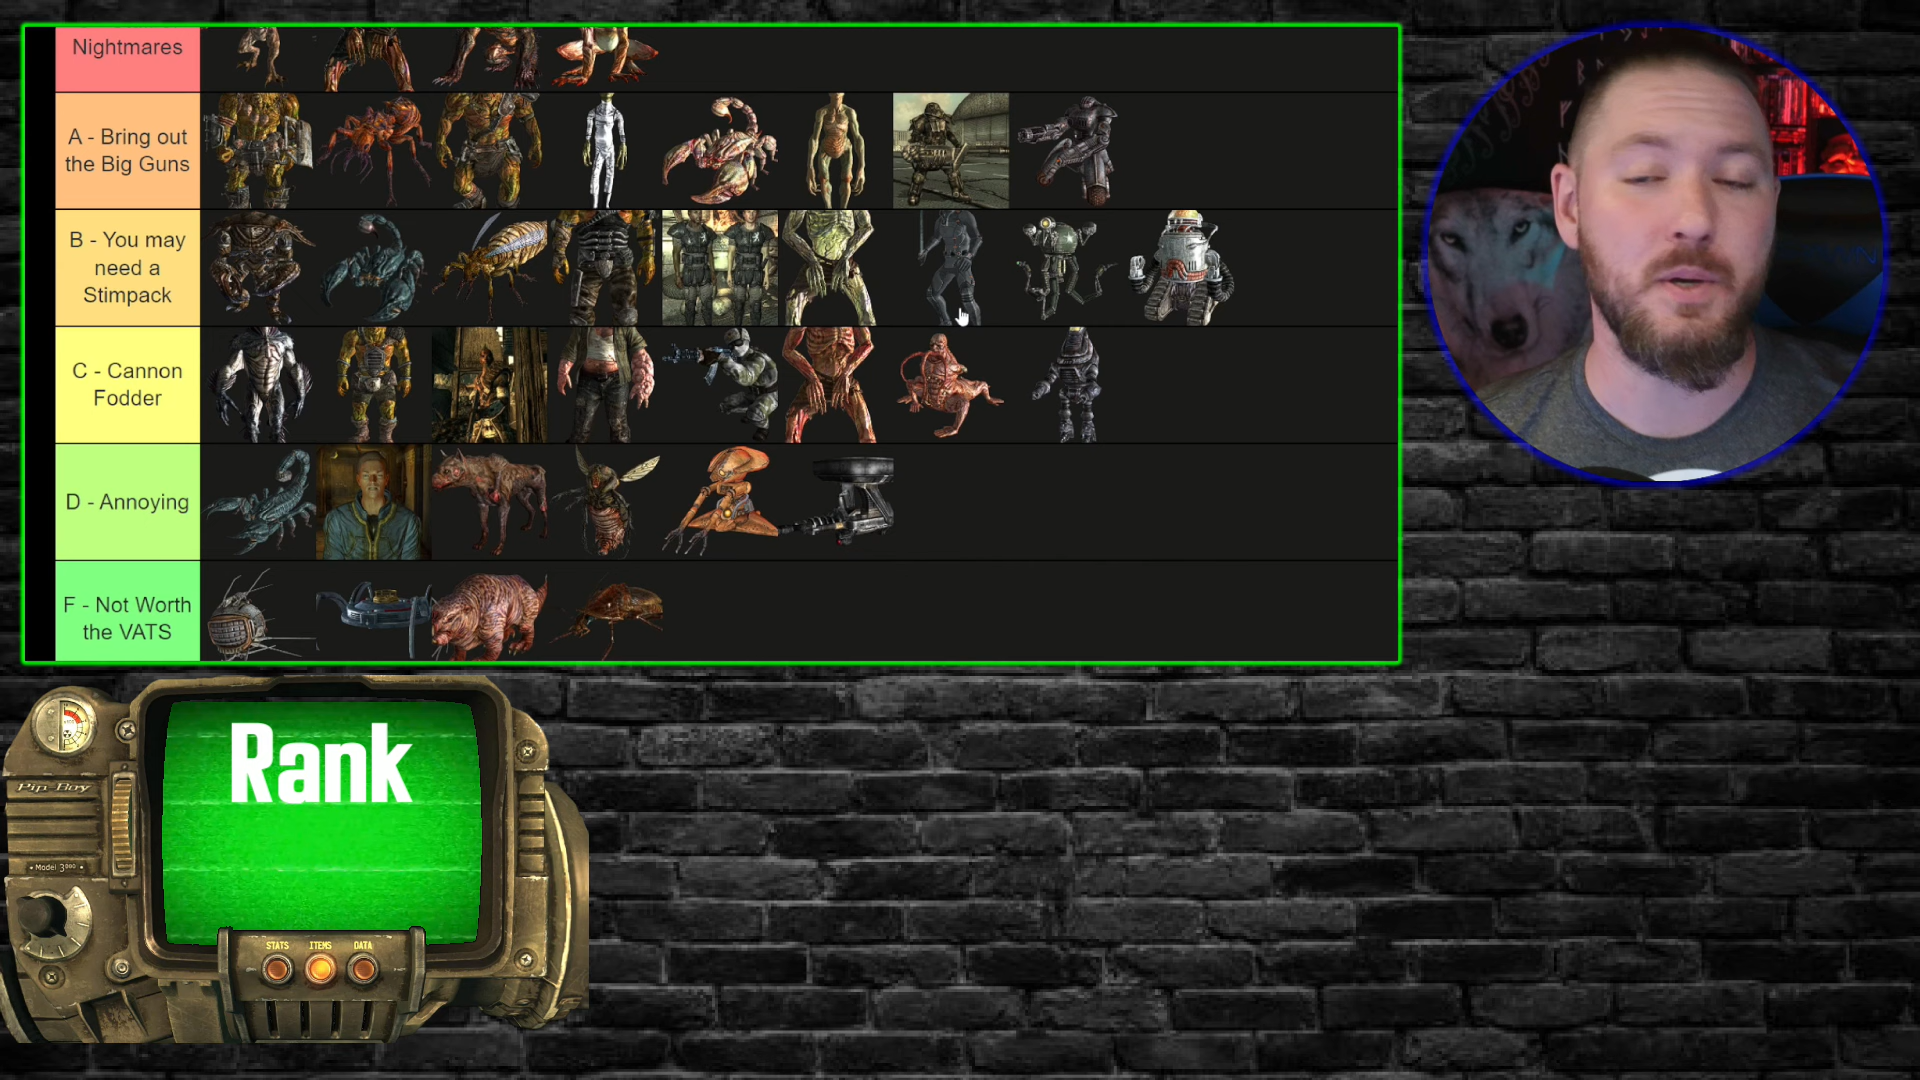 Nightmares
A - Bring out
the Big Guns
B - You may
need a
Stimpack
C - Cannon
Fodder
D - Annoying
F - Not Worth
the VATS
Rank
Pip-Boy
• Model 3000 •
STATS ITEMS DATA